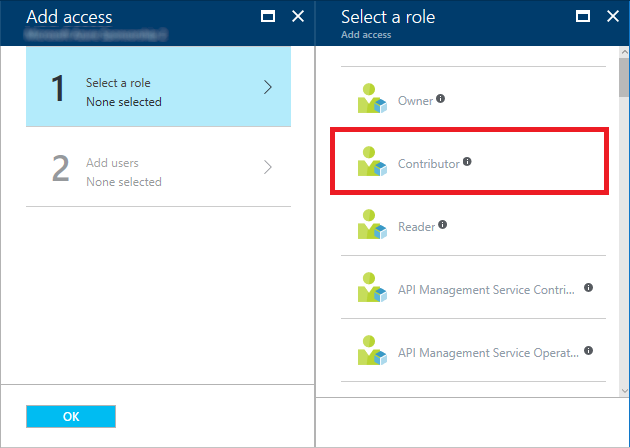 Add access
1
Select a role
None selected
2
Add users
None selected
OK
Select a role
Add access
Owner
Contributor
Reader
API Management Service Contri...
API Management Service Operat...